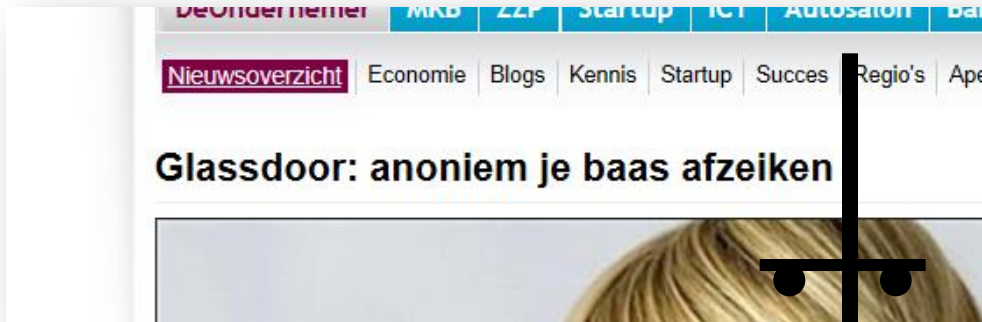 DeOndernemer MKB ZZP Startup ICT Autosalon
Nieuwsoverzicht Economie Blogs Kennis Startup Succes Regio's
Glassdoor: anoniem je baas afzeiken